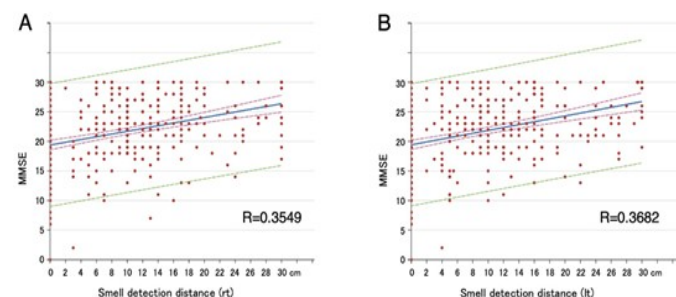 A
MMSE
30
25
20
15
10
5
0
R=0.3549
0 2 4 6 8 10 12 14 16 18 20 22 24 26 28 30 cm
Smell detection distance (rt)
B
MMSE
30
25
20
15
10
5
0
R=0.3682
0 2 4 6 8 10 12 14 16 18 20 22 24 26 28 30 cm
Smell detection distance (lt)